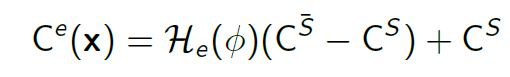 Cᵉ(𝐱) = ℋₑ(ϕ)(C^S̄ − C^S) + C^S